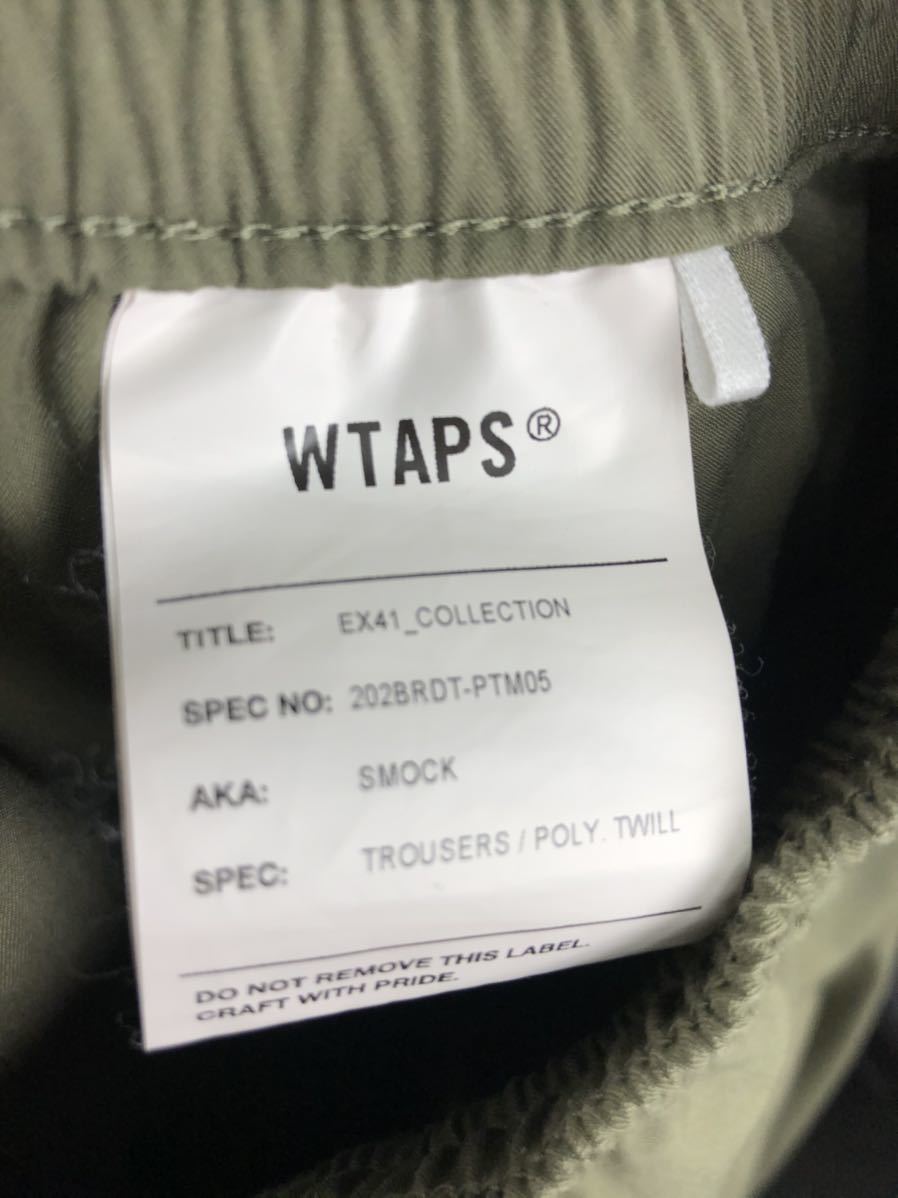 WTAPS®
TITLE: EX41_COLLECTION
SPEC NO: 202BRDT-PTM05
AKA: SMOCK
SPEC: TROUSERS / POLY. TWILL
DO NOT REMOVE THIS LABEL.
CRAFT WITH PRIDE.